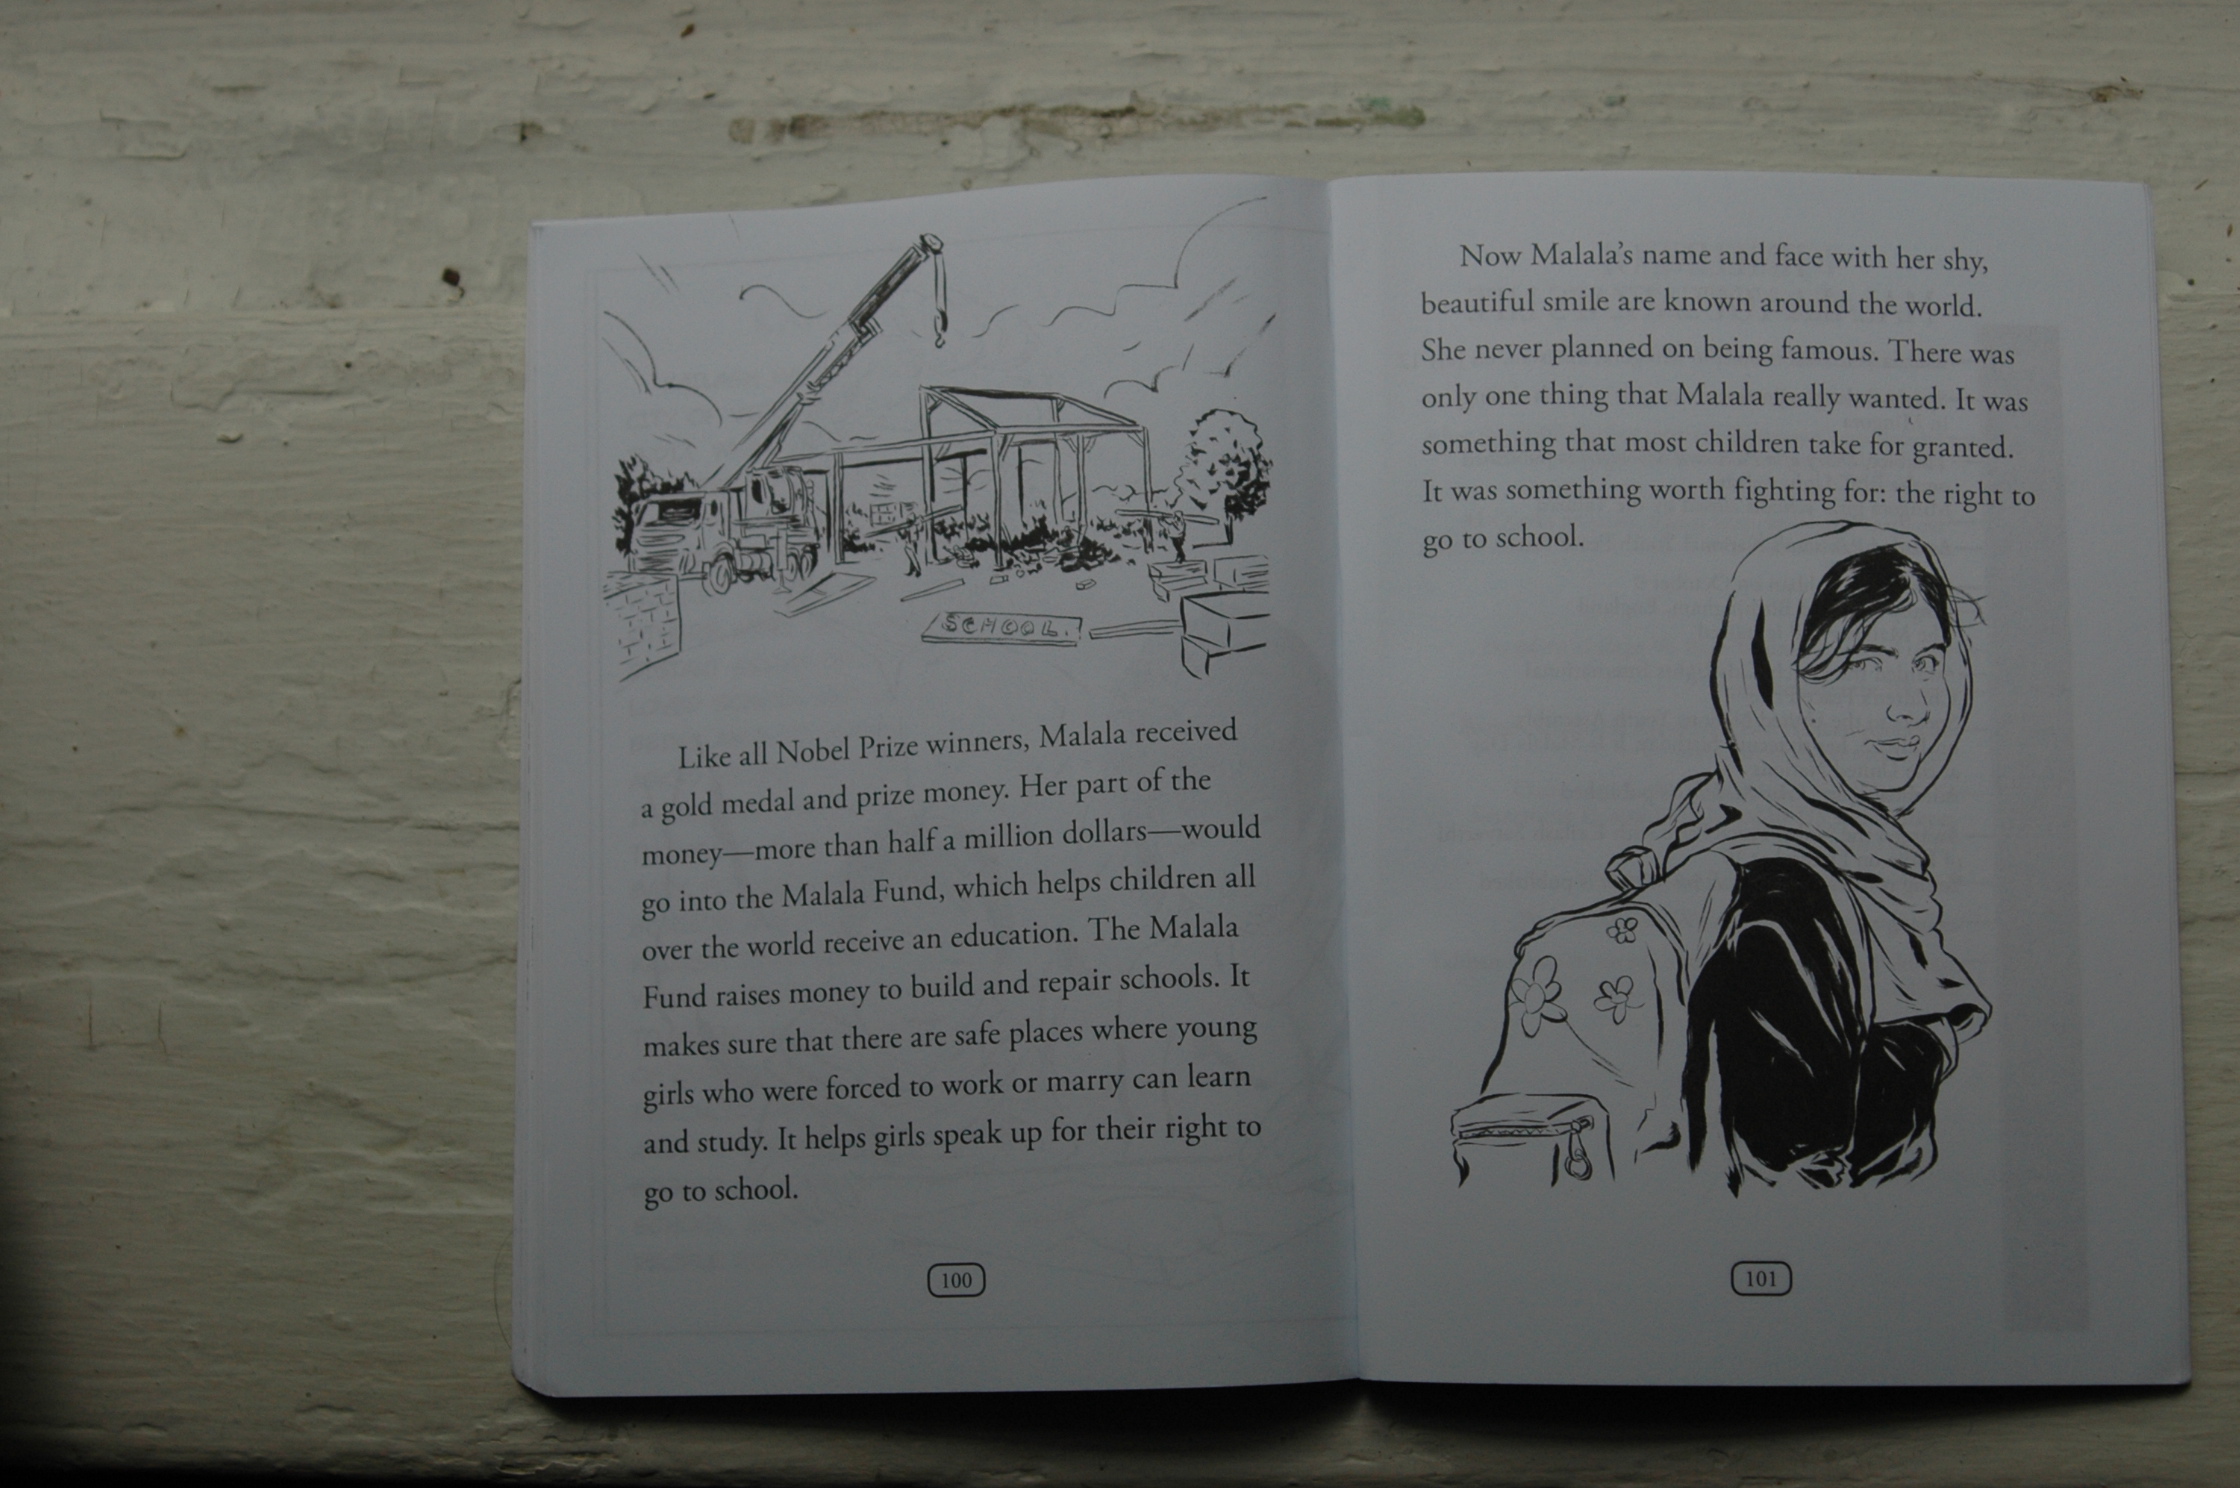 SCHOOL.
Like all Nobel Prize winners, Malala received
a gold medal and prize money. Her part of the
money—more than half a million dollars—would
go into the Malala Fund, which helps children all
over the world receive an education. The Malala
Fund raises money to build and repair schools. It
makes sure that there are safe places where young
girls who were forced to work or marry can learn
and study. It helps girls speak up for their right to
go to school.
100
Now Malala’s name and face with her shy,
beautiful smile are known around the world.
She never planned on being famous. There was
only one thing that Malala really wanted. It was
something that most children take for granted.
It was something worth fighting for: the right to
go to school.
101